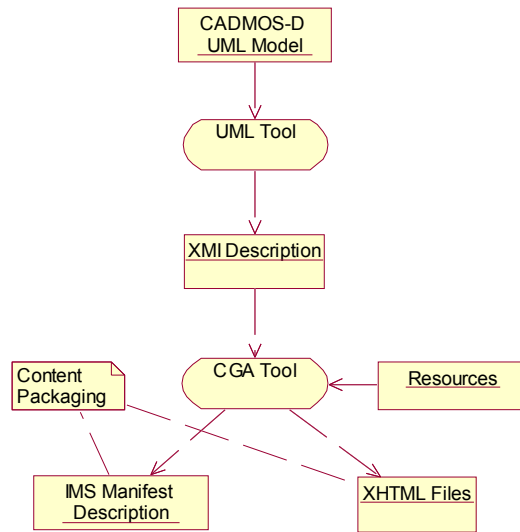 CADMOS-D
UML Model
UML Tool
XMI Description
CGA Tool
Resources
Content
Packaging
IMS Manifest
Description
XHTML Files